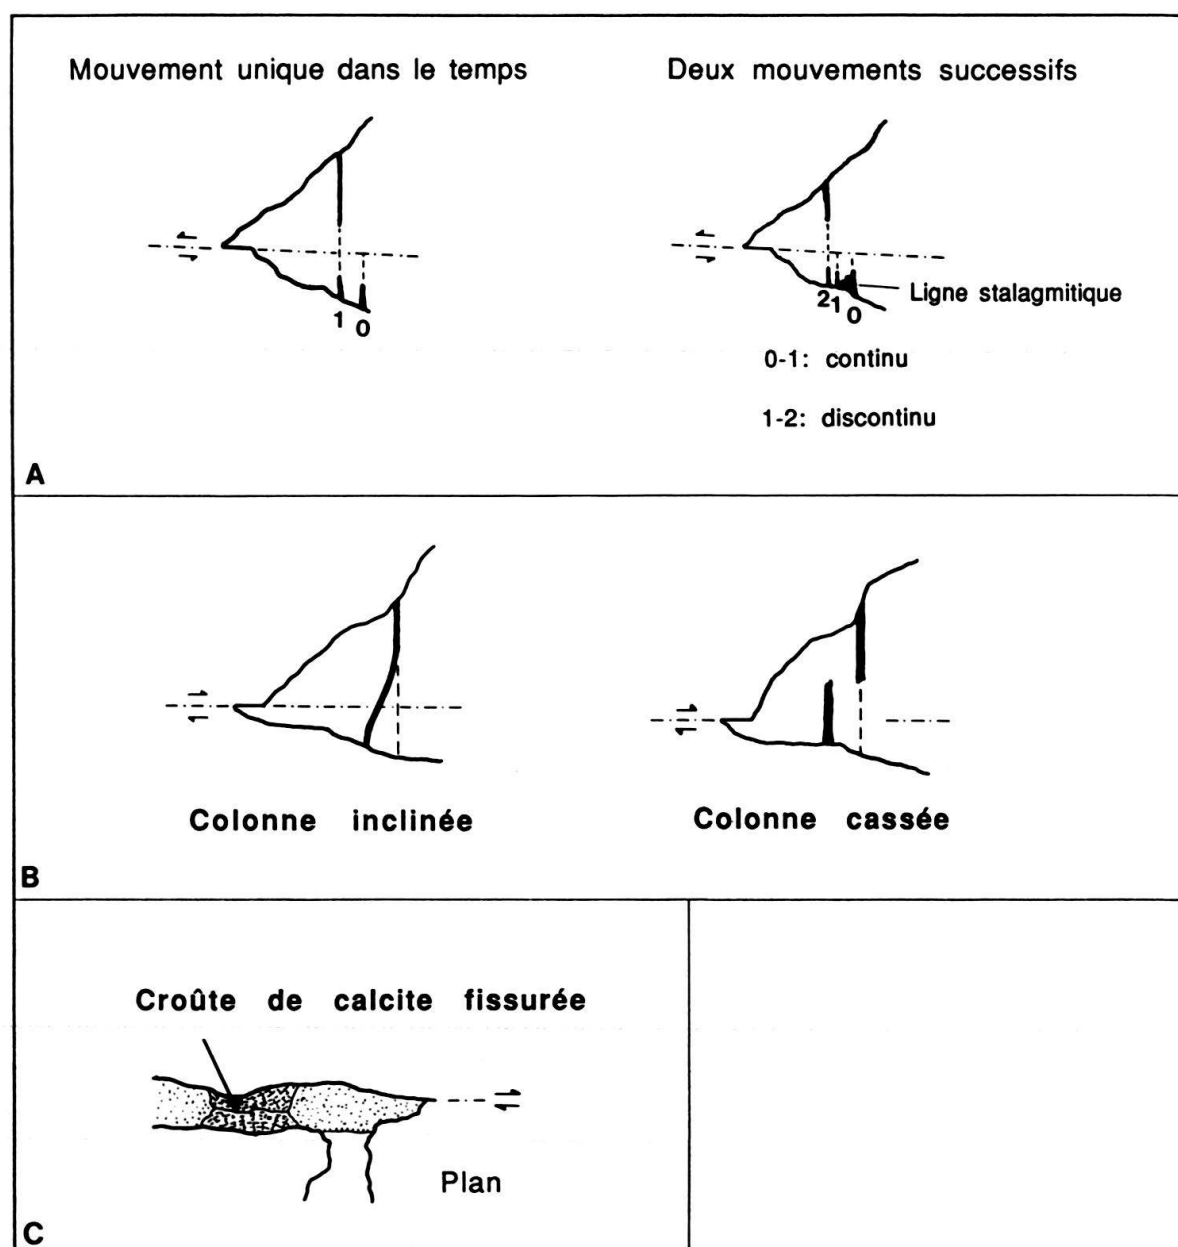 Mouvement unique dans le temps
Deux mouvements successifs
1
0
2
1
0
Ligne stalagmitique
0-1: continu
1-2: discontinu
A
Colonne inclinée
Colonne cassée
B
Croûte de calcite fissurée
Plan
C